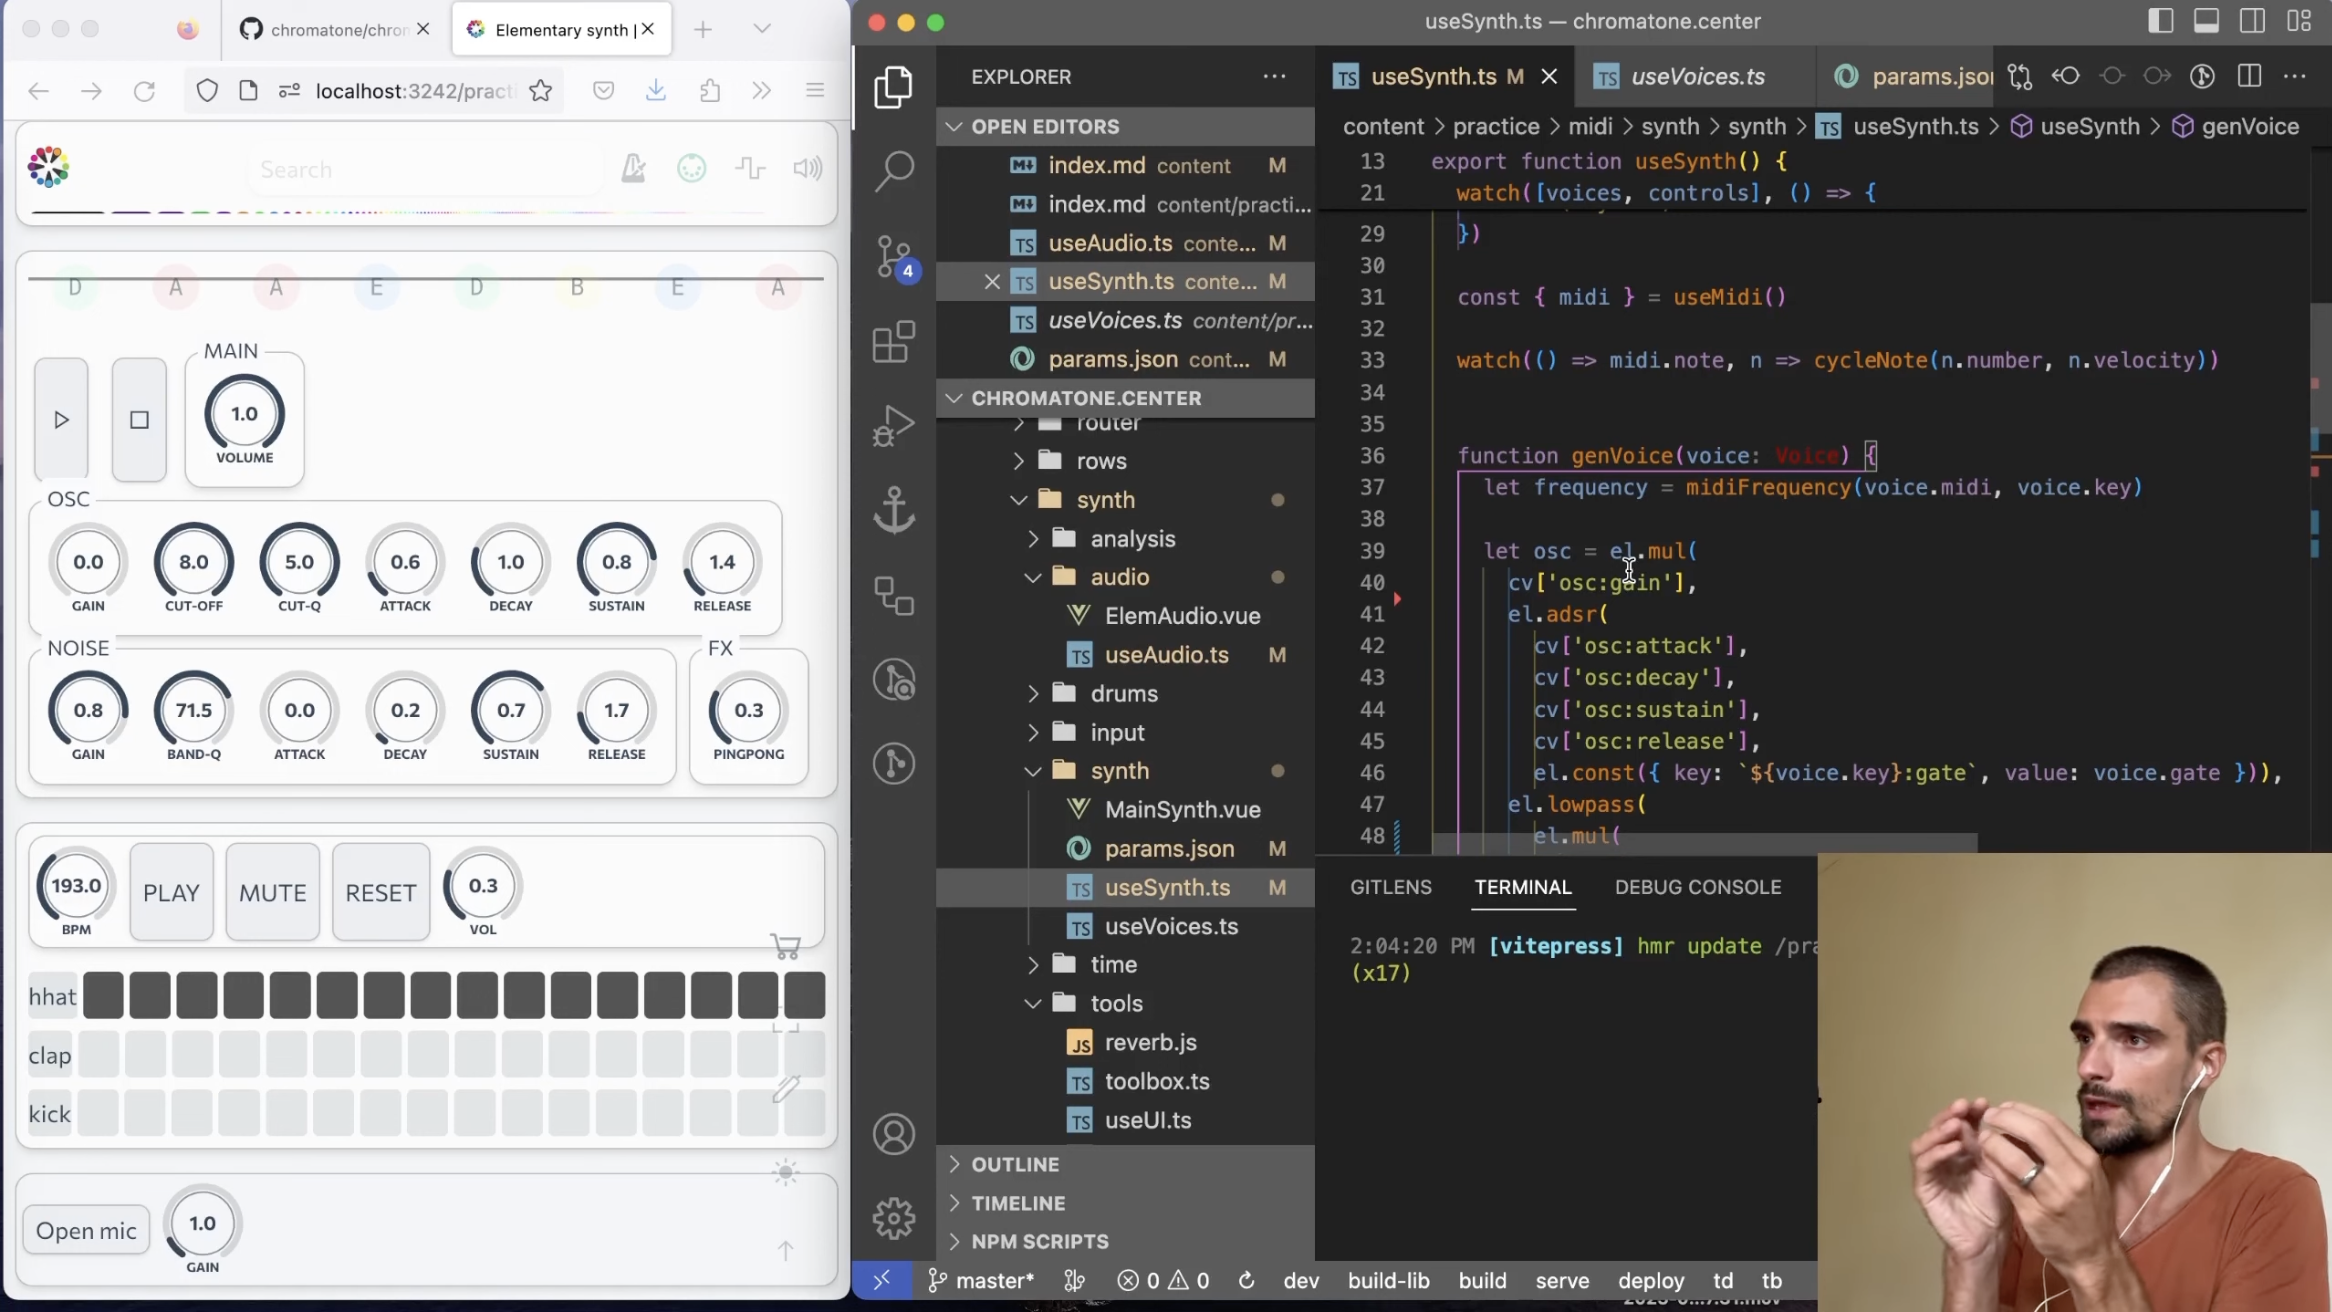 chromatone/chron
Elementary synth |
localhost:3242/practi
Search
D A A E D B E A
MAIN
1.0
VOLUME
OSC
0.0 8.0 5.0 0.6 1.0 0.8 1.4
GAIN CUT-OFF CUT-Q ATTACK DECAY SUSTAIN RELEASE
NOISE
0.8 71.5 0.0 0.2 0.7 1.7
GAIN BAND-Q ATTACK DECAY SUSTAIN RELEASE
FX
0.3
PINGPONG
193.0
BPM
PLAY
MUTE
RESET
0.3
VOL
hhat
clap
kick
Open mic
1.0
GAIN
useSynth.ts — chromatone.center
EXPLORER
OPEN EDITORS
index.md content M
index.md content/practi...
useAudio.ts conte... M
useSynth.ts conte... M
useVoices.ts content/pr...
params.json cont... M
CHROMATONE.CENTER
router
rows
synth
analysis
audio
ElemAudio.vue
useAudio.ts M
drums
input
synth
MainSynth.vue
params.json M
useSynth.ts M
useVoices.ts
time
tools
reverb.js
toolbox.ts
useUI.ts
OUTLINE
TIMELINE
NPM SCRIPTS
4
TS useSynth.ts M
TS useVoices.ts
params.json
content > practice > midi > synth > synth > TS useSynth.ts > useSynth > genVoice
13 export function useSynth() {
21 watch([voices, controls], () => {
29 })
30
31 const { midi } = useMidi()
32
33 watch(() => midi.note, n => cycleNote(n.number, n.velocity))
34
35
36 function genVoice(voice: Voice) {
37 let frequency = midiFrequency(voice.midi, voice.key)
38
39 let osc = el.mul(
40 cv['osc:gain'],
41 el.adsr(
42 cv['osc:attack'],
43 cv['osc:decay'],
44 cv['osc:sustain'],
45 cv['osc:release'],
46 el.const({ key: `${voice.key}:gate`, value: voice.gate })),
47 el.lowpass(
48 el.mul(
GITLENS TERMINAL DEBUG CONSOLE
2:04:20 PM [vitepress] hmr update /pra
(x17)
master* 0 0 dev build-lib build serve deploy td tb